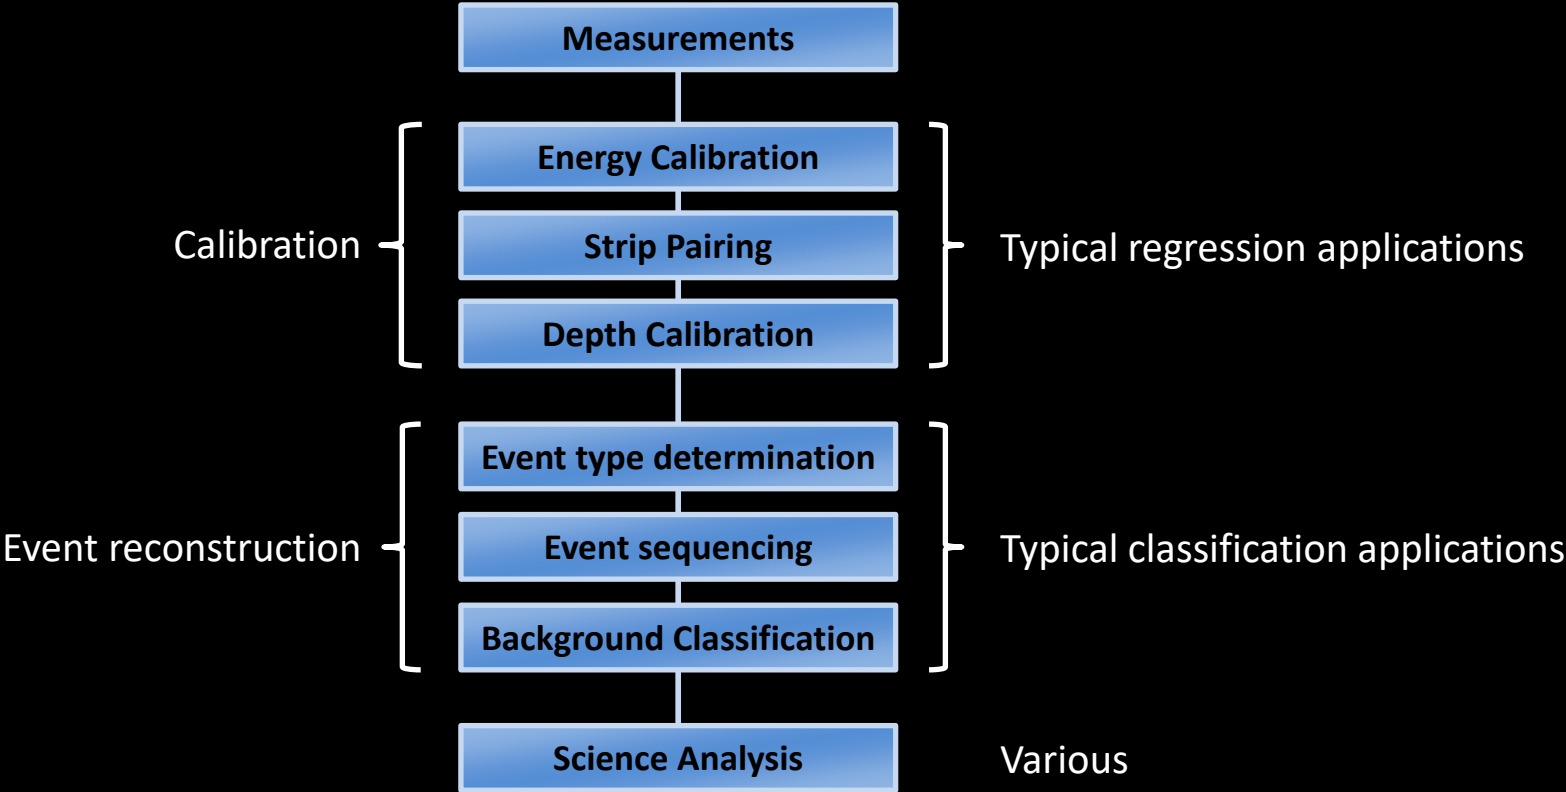 Measurements
Energy Calibration
Calibration
Strip Pairing
Typical regression applications
Depth Calibration
Event type determination
Event reconstruction
Event sequencing
Typical classification applications
Background Classification
Science Analysis
Various